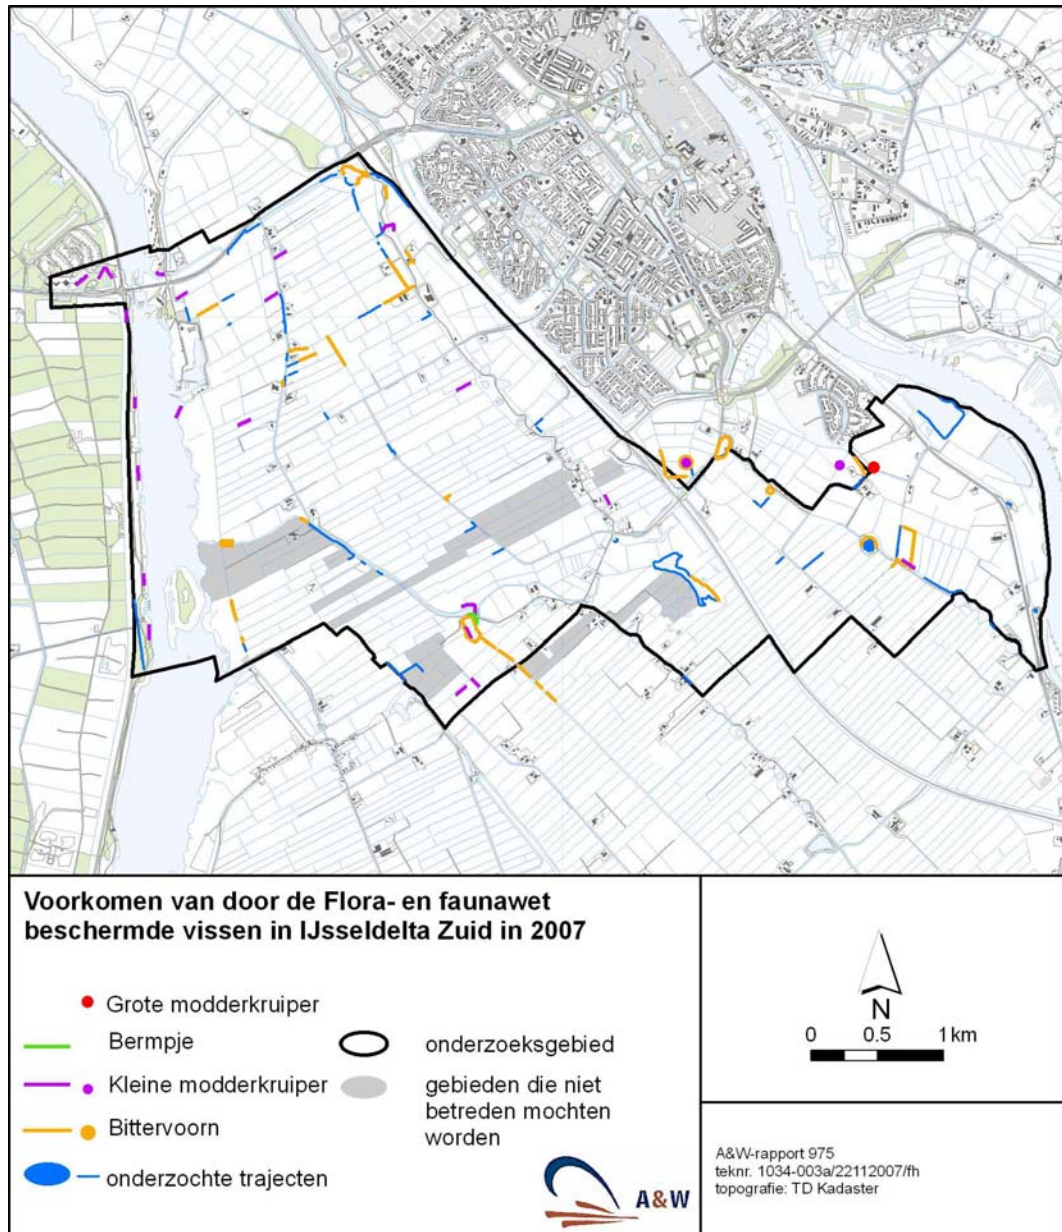 Voorkomen van door de Flora- en faunawet
beschermde vissen in IJsseldelta Zuid in 2007
Grote modderkruiper
Bermpje
Kleine modderkruiper
Bittervoorn
onderzochte trajecten
onderzoeksgebied
gebieden die niet
betreden mochten
worden
A&W
N
0 0.5 1 km
A&W-rapport 975
teknr. 1034-003a/22112007/fh
topografie: TD Kadaster